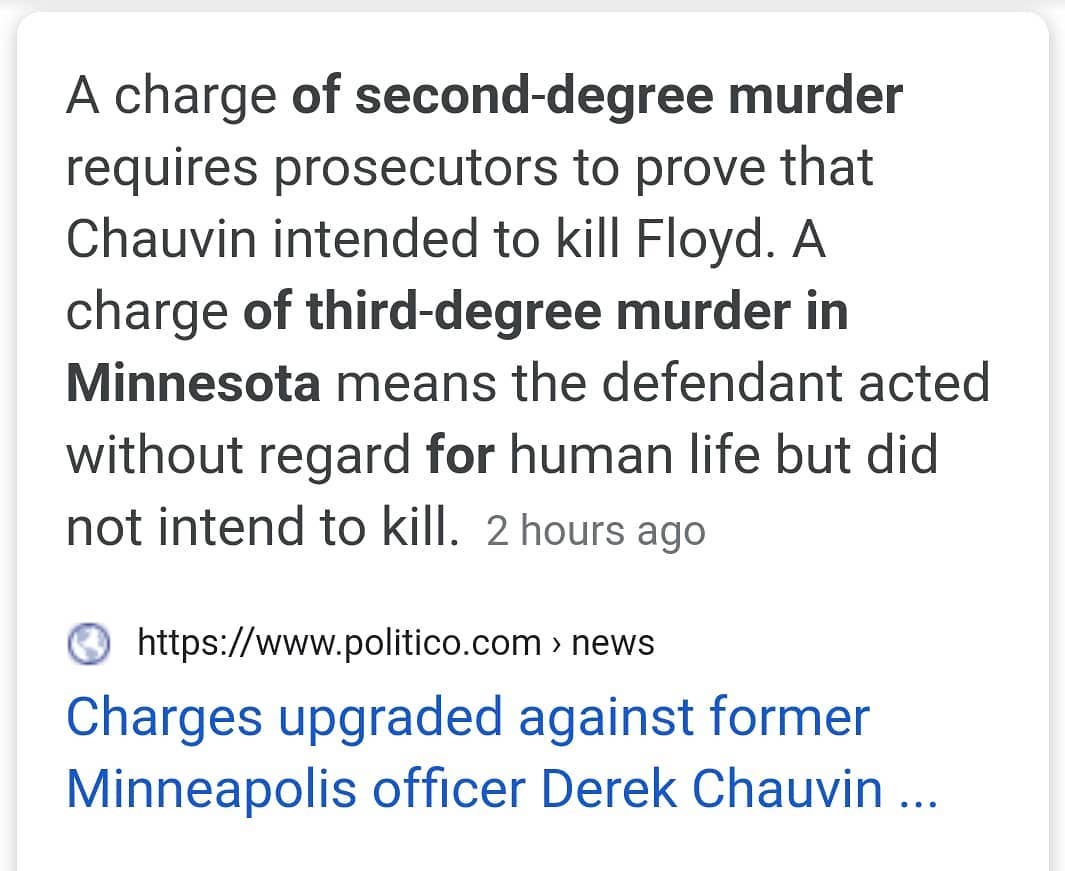 A charge of second-degree murder
requires prosecutors to prove that
Chauvin intended to kill Floyd. A
charge of third-degree murder in
Minnesota means the defendant acted
without regard for human life but did
not intend to kill. 2 hours ago
https://www.politico.com › news
Charges upgraded against former
Minneapolis officer Derek Chauvin ...